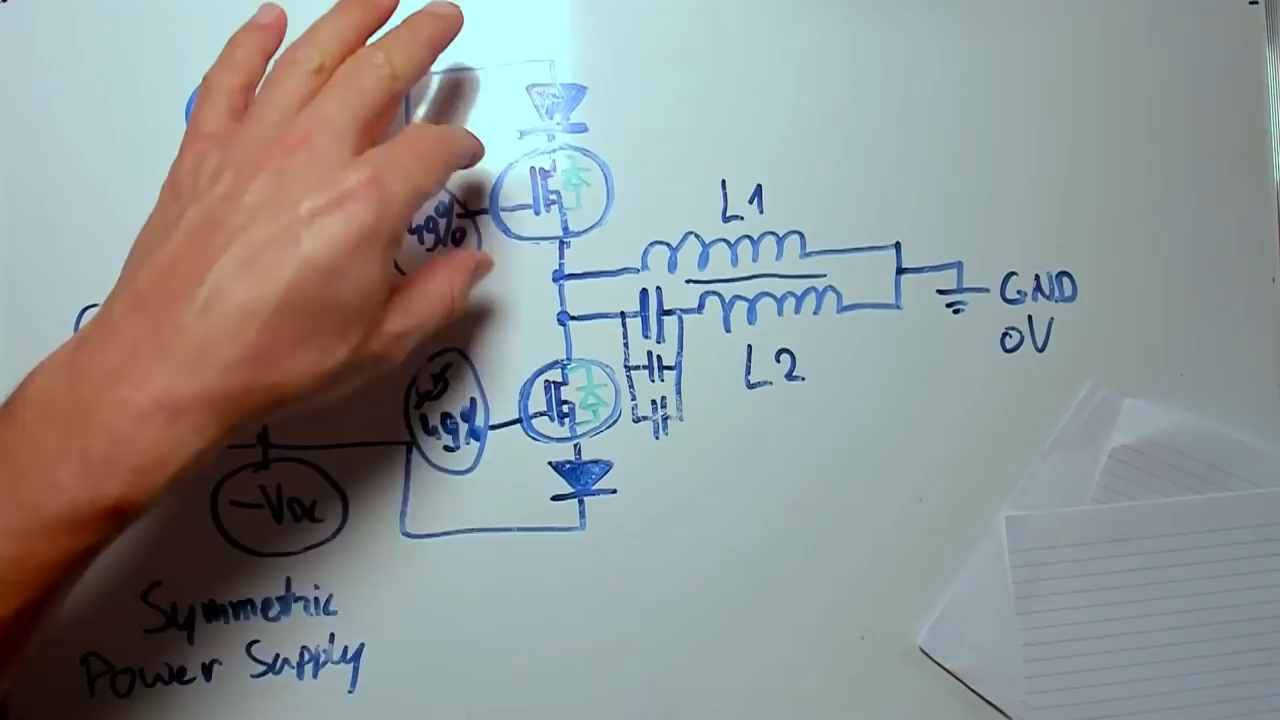 49%
L1
GND
0V
L2
49%
-VDC
Symmetric
Power Supply